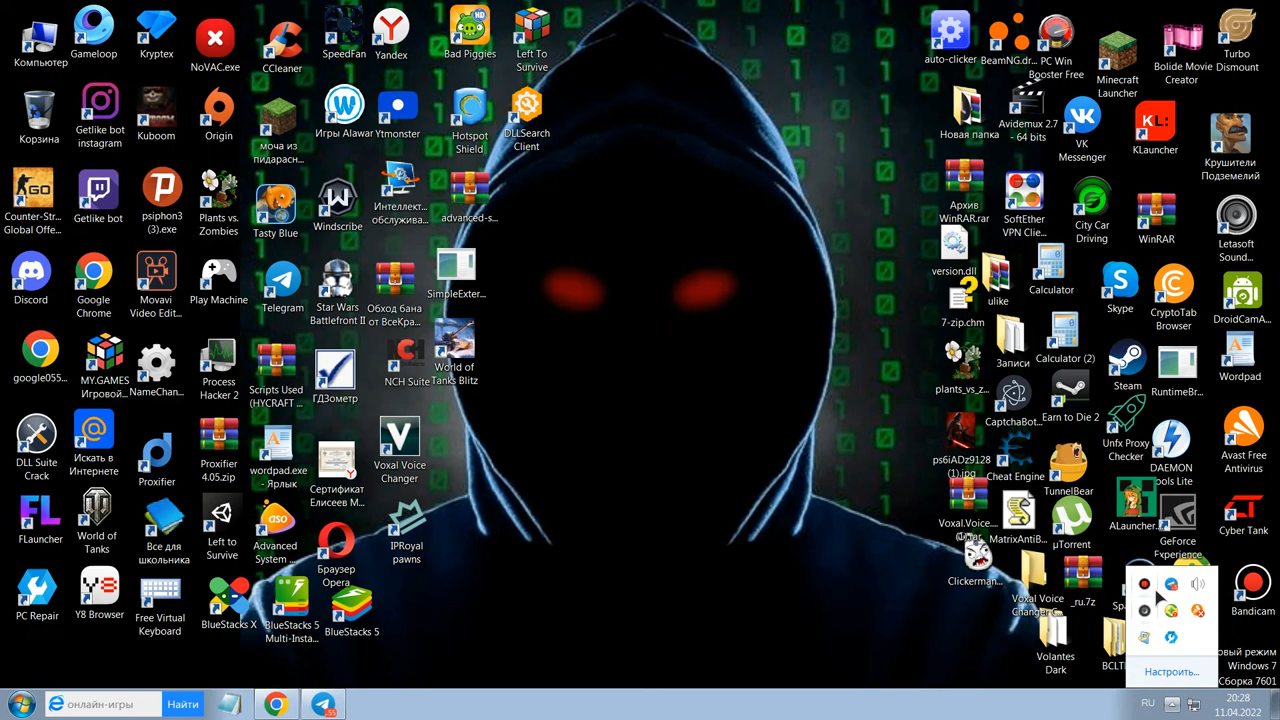 Компьютер
Gameloop
Kryptex
NoVAC.exe
CCleaner
SpeedFan
Yandex
Bad Piggies
Left To
Survive
Корзина
Getlike bot
instagram
Kuboom
Origin
моча из
пидарасн...
Игры Alawar
Ytmonster
Hotspot
Shield
DLLSearch
Client
Counter-Str...
Global Offe...
Getlike bot
psiphon3
(3).exe
Plants vs.
Zombies
Tasty Blue
Windscribe
Интеллект...
обслужива...
advanced-s...
Discord
Google
Chrome
Movavi
Video Edit...
Play Machine
Telegram
Star Wars
Battlefront II
Обход бана
от ВсеКра...
SimpleExter...
google055...
MY.GAMES
Игровой...
NameChan...
Process
Hacker 2
Scripts Used
(HYCRAFT ...
ГДЗометр
NCH Suite
World of
Tanks Blitz
DLL Suite
Crack
Искать в
Интернете
Proxifier
Proxifier
4.05.zip
wordpad.exe
- Ярлык
Сертификат
Елисеев М...
Voxal Voice
Changer
FLauncher
World of
Tanks
Все для
школьника
Left to
Survive
Advanced
System ...
Браузер
Opera
IPRoyal
pawns
PC Repair
Y8 Browser
Free Virtual
Keyboard
BlueStacks X
BlueStacks 5
Multi-Insta...
BlueStacks 5
auto-clicker
BeamNG.dr...
PC Win
Booster Free
Minecraft
Launcher
Bolide Movie
Creator
Turbo
Dismount
Новая папка
Avidemux 2.7
- 64 bits
VK
Messenger
KL:
KLauncher
Крушители
Подземелий
Архив
WinRAR.rar
SoftEther
VPN Clie...
City Car
Driving
WinRAR
Letasoft
Sound...
version.dll
ulike
Calculator
Skype
CryptoTab
Browser
DroidCamA...
7-zip.chm
Записи
Calculator (2)
Steam
RuntimeBr...
Wordpad
plants_vs_z...
CaptchaBot...
Earn to Die 2
Unfx Proxy
Checker
DAEMON
ools Lite
Avast Free
Antivirus
ps6iADz9128
(1).jpg
Cheat Engine
TunnelBear
ALauncher...
GeForce
Experience
Cyber Tank
Voxal.Voice...
MatrixAntiB...
µTorrent
Clickerman...
Voxal Voice
_ru.7z
Bandicam
Volantes
Dark
BCLT
Настроить...
овый режим
Windows 7
Сборка 7601
онлайн-игры
Найти
55
RU
20:28
11.04.2022